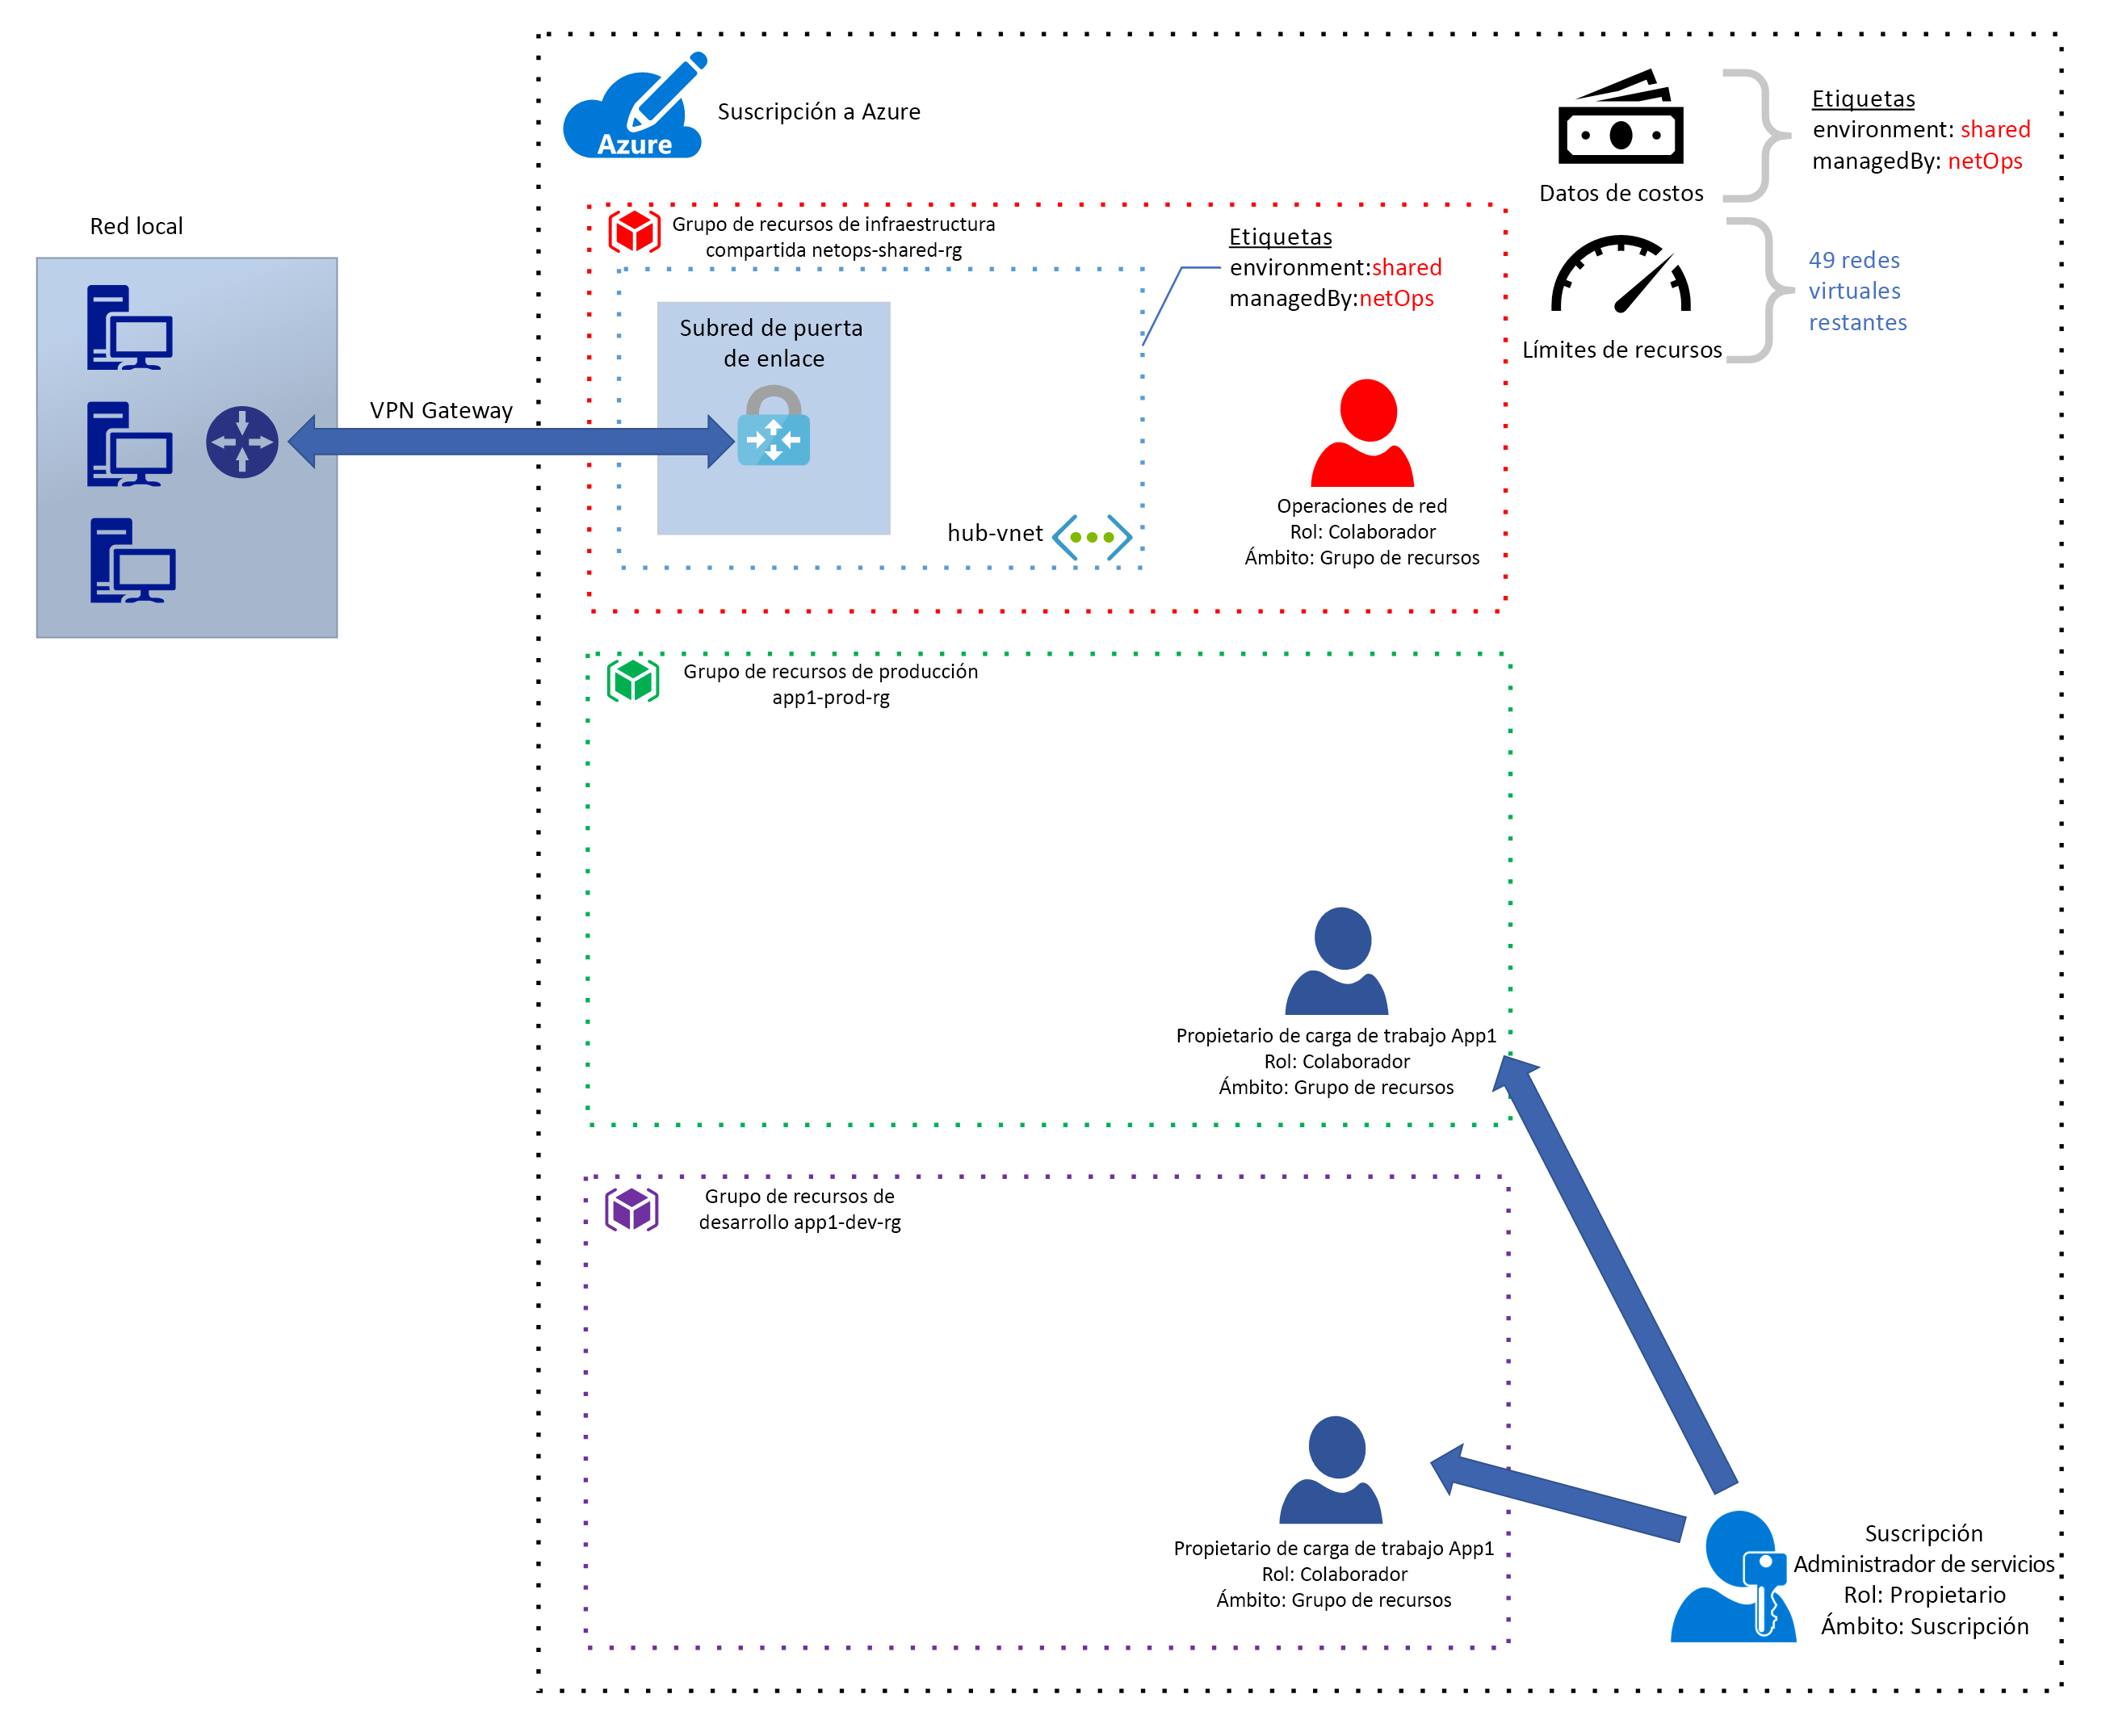 Azure
Suscripción a Azure
Datos de costos
Etiquetas
environment: shared
managedBy: netOps
Límites de recursos
49 redes
virtuales
restantes
Red local
VPN Gateway
Grupo de recursos de infraestructura
compartida netops-shared-rg
Subred de puerta
de enlace
hub-vnet
Etiquetas
environment:shared
managedBy:netOps
Operaciones de red
Rol: Colaborador
Ámbito: Grupo de recursos
Grupo de recursos de producción
app1-prod-rg
Propietario de carga de trabajo App1
Rol: Colaborador
Ámbito: Grupo de recursos
Grupo de recursos de
desarrollo app1-dev-rg
Propietario de carga de trabajo App1
Rol: Colaborador
Ámbito: Grupo de recursos
Suscripción
Administrador de servicios
Rol: Propietario
Ámbito: Suscripción